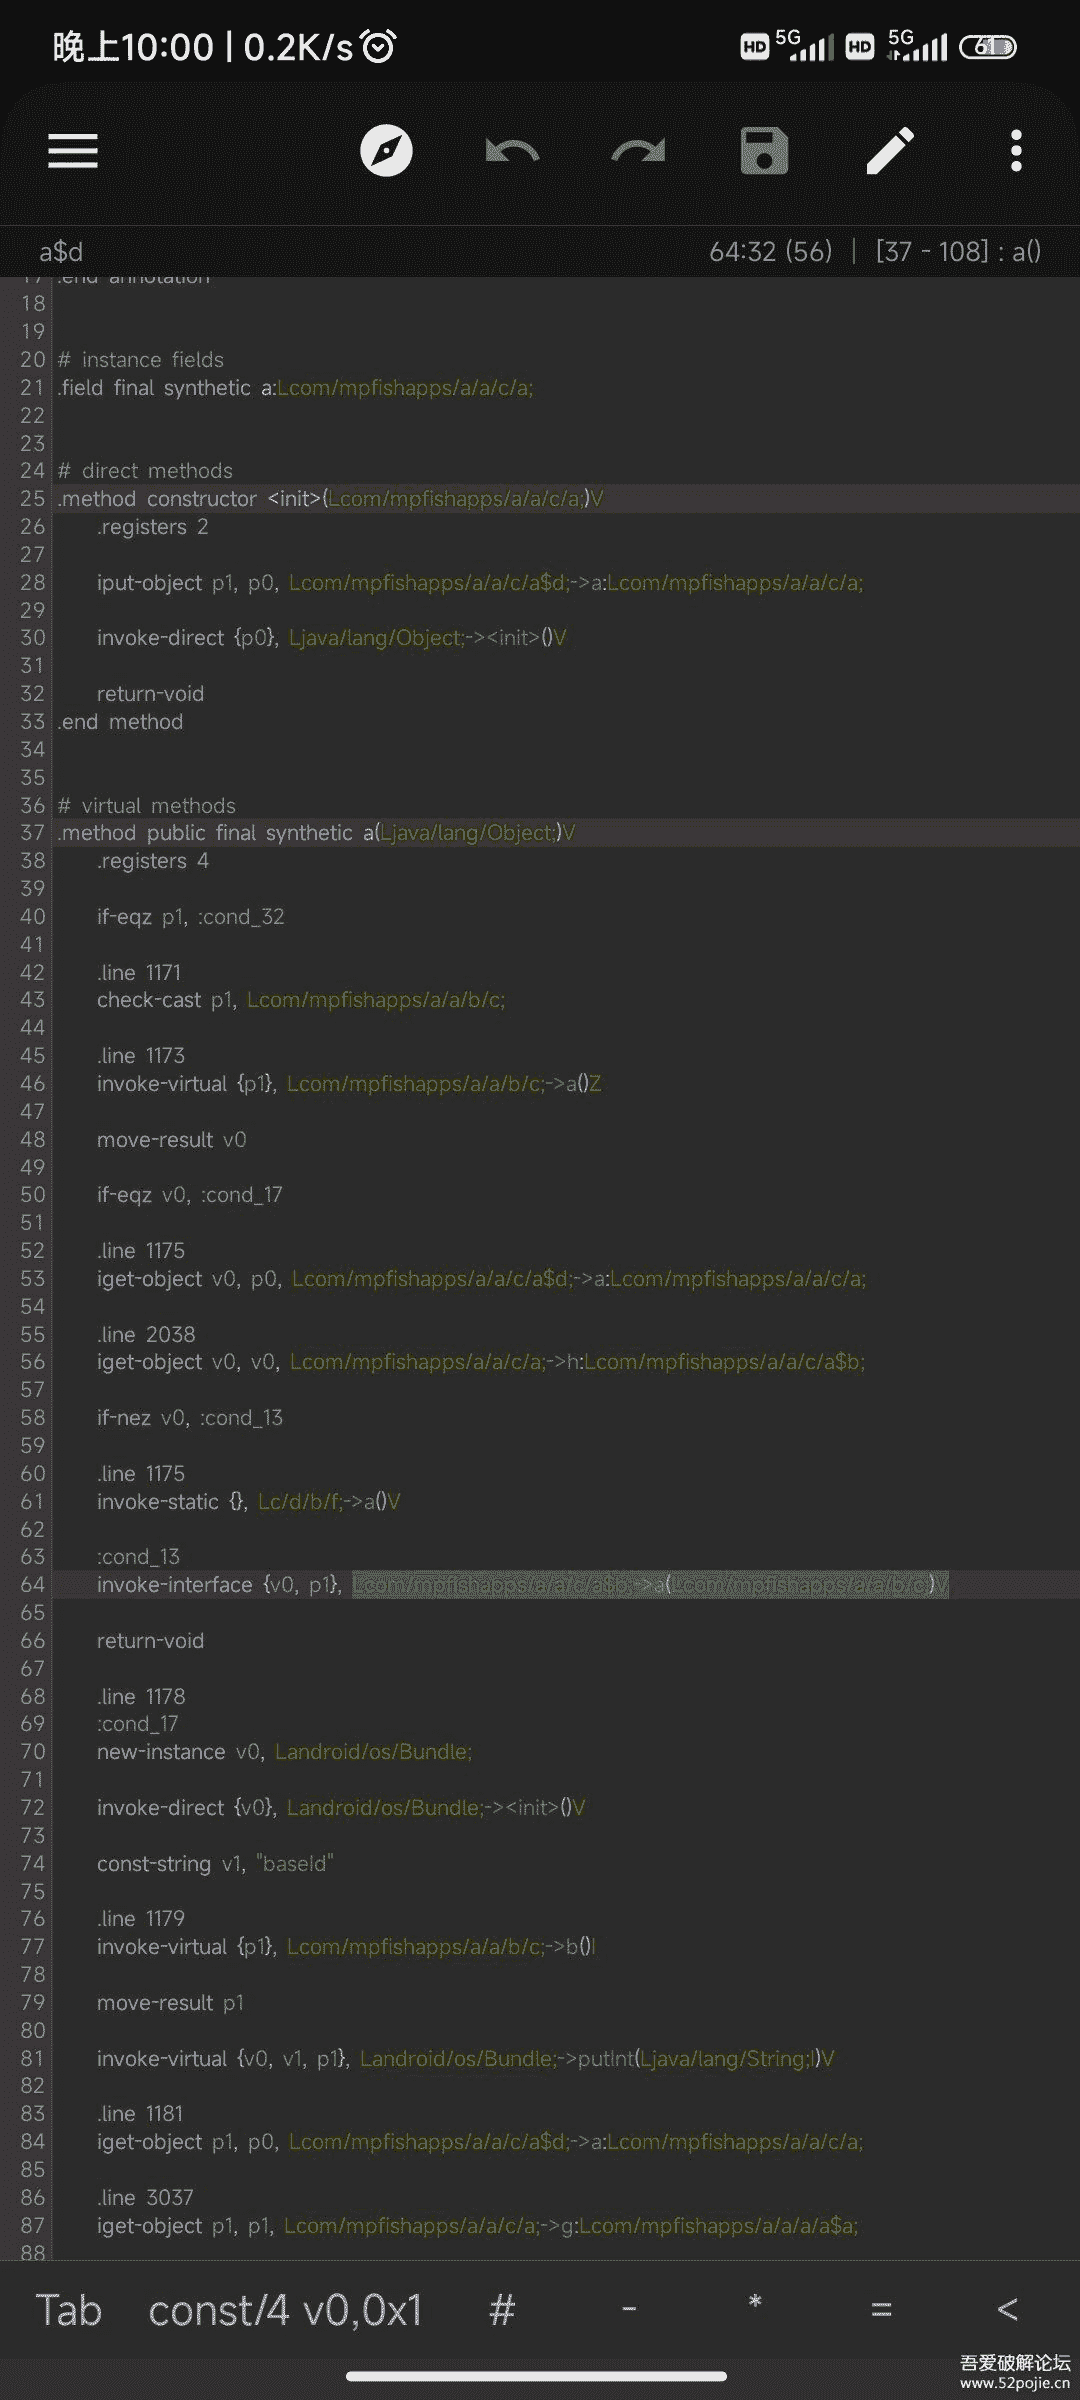 晚上10:00 | 0.2K/s
HD 5G HD 5G 61
a$d 64:32 (56) | [37 - 108] : a()
17 .end annotation
18
19
20 # instance fields
21 .field final synthetic a:Lcom/mpfishapps/a/a/c/a;
22
23
24 # direct methods
25 .method constructor <init>(Lcom/mpfishapps/a/a/c/a;)V
26 .registers 2
27
28 iput-object p1, p0, Lcom/mpfishapps/a/a/c/a$d;->a:Lcom/mpfishapps/a/a/c/a;
29
30 invoke-direct {p0}, Ljava/lang/Object;-><init>()V
31
32 return-void
33 .end method
34
35
36 # virtual methods
37 .method public final synthetic a(Ljava/lang/Object;)V
38 .registers 4
39
40 if-eqz p1, :cond_32
41
42 .line 1171
43 check-cast p1, Lcom/mpfishapps/a/a/b/c;
44
45 .line 1173
46 invoke-virtual {p1}, Lcom/mpfishapps/a/a/b/c;->a()Z
47
48 move-result v0
49
50 if-eqz v0, :cond_17
51
52 .line 1175
53 iget-object v0, p0, Lcom/mpfishapps/a/a/c/a$d;->a:Lcom/mpfishapps/a/a/c/a;
54
55 .line 2038
56 iget-object v0, v0, Lcom/mpfishapps/a/a/c/a;->h:Lcom/mpfishapps/a/a/c/a$b;
57
58 if-nez v0, :cond_13
59
60 .line 1175
61 invoke-static {}, Lc/d/b/f;->a()V
62
63 :cond_13
64 invoke-interface {v0, p1}, Lcom/mpfishapps/a/a/c/a$b;->a(Lcom/mpfishapps/a/a/b/c;)V
65
66 return-void
67
68 .line 1178
69 :cond_17
70 new-instance v0, Landroid/os/Bundle;
71
72 invoke-direct {v0}, Landroid/os/Bundle;-><init>()V
73
74 const-string v1, "baseId"
75
76 .line 1179
77 invoke-virtual {p1}, Lcom/mpfishapps/a/a/b/c;->b()I
78
79 move-result p1
80
81 invoke-virtual {v0, v1, p1}, Landroid/os/Bundle;->putInt(Ljava/lang/String;I)V
82
83 .line 1181
84 iget-object p1, p0, Lcom/mpfishapps/a/a/c/a$d;->a:Lcom/mpfishapps/a/a/c/a;
85
86 .line 3037
87 iget-object p1, p1, Lcom/mpfishapps/a/a/c/a;->g:Lcom/mpfishapps/a/a/a/a$a;
88
Tab const/4 v0,0x1 # - * = <
吾爱破解论坛
www.52pojie.cn